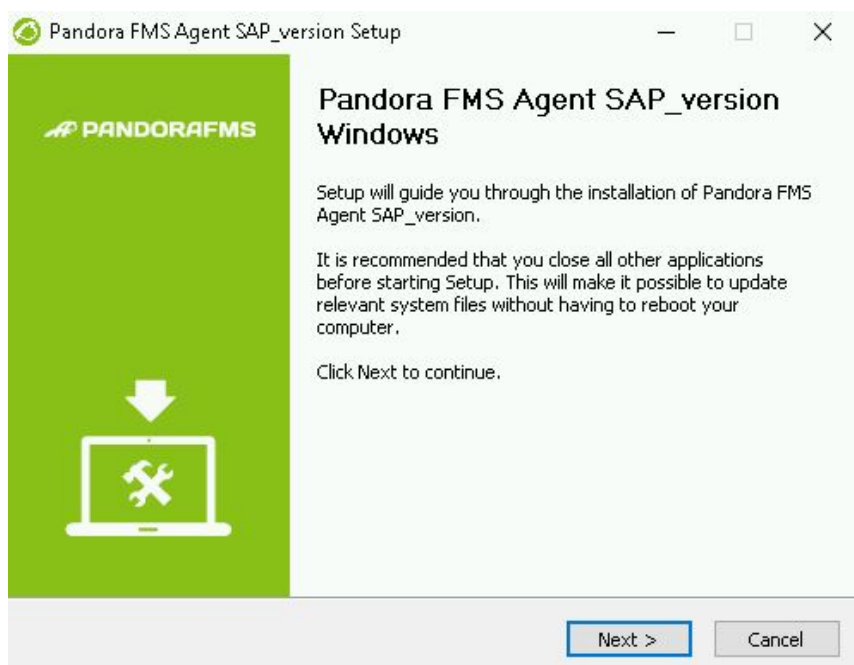 Pandora FMS Agent SAP_version Setup
PANDORAFMS
Pandora FMS Agent SAP_version
Windows
Setup will guide you through the installation of Pandora FMS
Agent SAP_version.
It is recommended that you close all other applications
before starting Setup. This will make it possible to update
relevant system files without having to reboot your
computer.
Click Next to continue.
Next >
Cancel